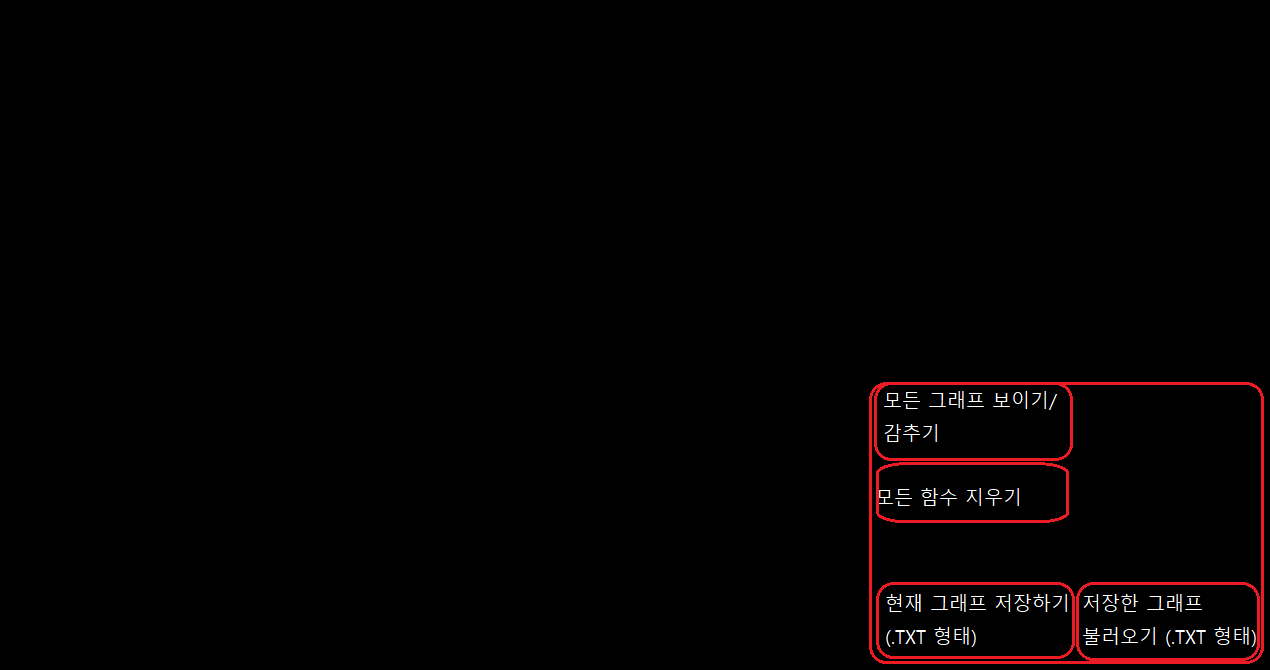 모든 그래프 보이기/
감추기
모든 함수 지우기
현재 그래프 저장하기
(.TXT 형태)
저장한 그래프
불러오기 (.TXT 형태)